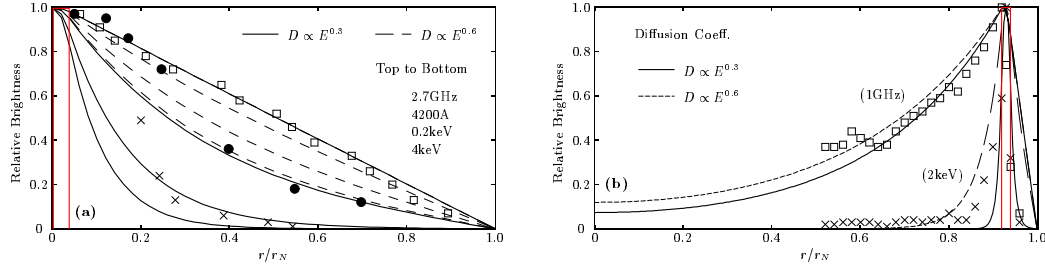 1.0
0.8
0.6
0.4
0.2
0
0
0.2
0.4
0.6
0.8
1.0
Relative Brightness
r/r_N
(a)
D ∝ E^0.3
D ∝ E^0.6
Top to Bottom
2.7GHz
4200A
0.2keV
4keV
1.0
0.8
0.6
0.4
0.2
0
0
0.2
0.4
0.6
0.8
1.0
Relative Brightness
r/r_N
(b)
Diffusion Coeff.
D ∝ E^0.3
D ∝ E^0.6
(1GHz)
(2keV)